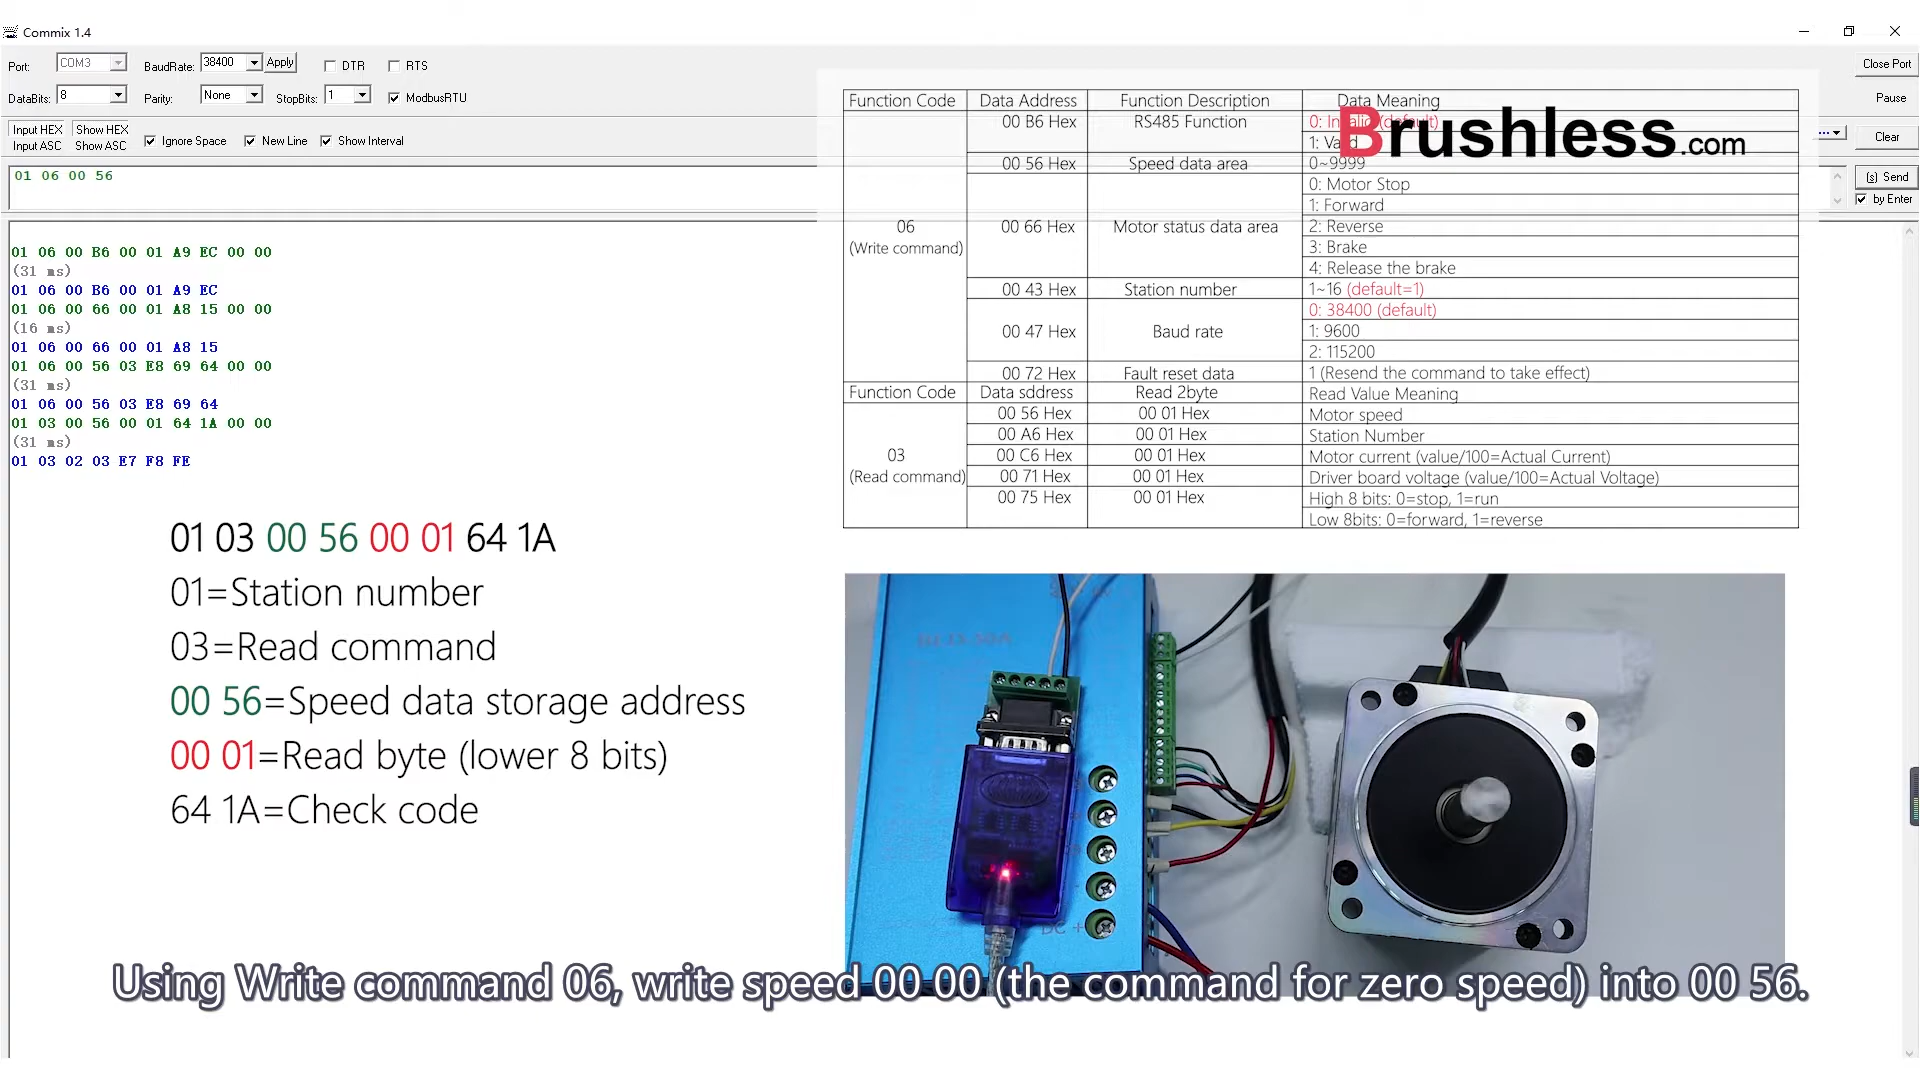 Commix 1.4
Port: COM3 BaudRate: 38400 Apply DTR RTS Close Port
DataBits: 8 Parity: None StopBits: 1 ModbusRTU Pause
Input HEX Show HEX
Input ASC Show ASC Ignore Space New Line Show Interval Clear
01 06 00 56
(s) Send
by Enter
01 06 00 B6 00 01 A9 EC 00 00
(31 ms)
01 06 00 B6 00 01 A9 EC
01 06 00 66 00 01 A8 15 00 00
(16 ms)
01 06 00 66 00 01 A8 15
01 06 00 56 03 E8 69 64 00 00
(31 ms)
01 06 00 56 03 E8 69 64
01 03 00 56 00 01 64 1A 00 00
(31 ms)
01 03 02 03 E7 F8 FE
Function Code Data Address Function Description Data Meaning
00 B6 Hex RS485 Function 0: (default)
1:
Brushless.com
00 56 Hex Speed data area 0~9999
0: Motor Stop
1: Forward
06 00 66 Hex Motor status data area 2: Reverse
(Write command) 3: Brake
4: Release the brake
00 43 Hex Station number 1~16 (default=1)
0: 38400 (default)
00 47 Hex Baud rate 1: 9600
2: 115200
00 72 Hex Fault reset data 1 (Resend the command to take effect)
Function Code Data sddress Read 2byte Read Value Meaning
00 56 Hex 00 01 Hex Motor speed
00 A6 Hex 00 01 Hex Station Number
03 00 C6 Hex 00 01 Hex Motor current (value/100=Actual Current)
(Read command) 00 71 Hex 00 01 Hex Driver board voltage (value/100=Actual Voltage)
00 75 Hex 00 01 Hex High 8 bits: 0=stop, 1=run
Low 8bits: 0=forward, 1=reverse
01 03 00 56 00 01 64 1A
01=Station number
03=Read command
00 56=Speed data storage address
00 01=Read byte (lower 8 bits)
64 1A=Check code
DC +
Using Write command 06, write speed 00 00 (the command for zero speed) into 00 56.